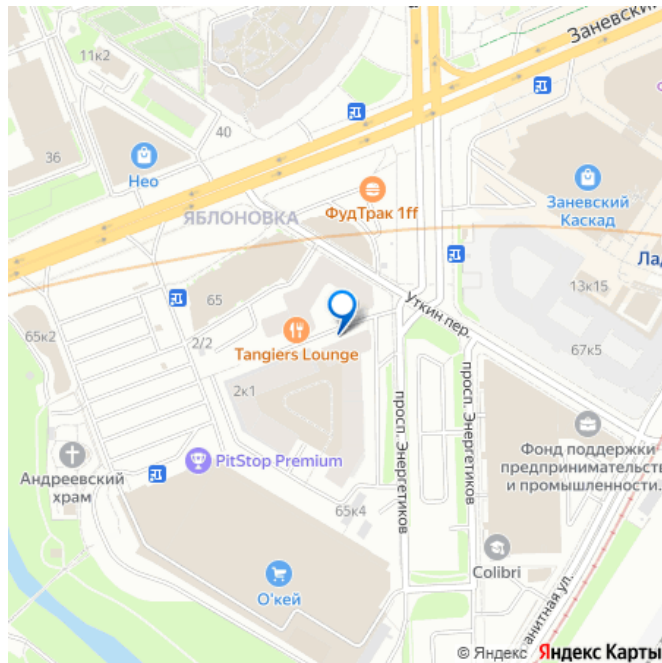 11к2
Заневский
40
36
Нео
ФудТрак 1ff
Заневский
Каскад
ЯБЛОНОВКА
Лад
13к15
65
Уткин пер.
65к2
2/2
Tangiers Lounge
67к5
2к1
просп. Энергетиков
просп. Энергетиков
Андреевский
храм
PitStop Premium
Фонд поддержки
предпринимательств
и промышленности...
65к4
О'кей
Colibri
анитная ул.
© Яндекс Яндекс Карты